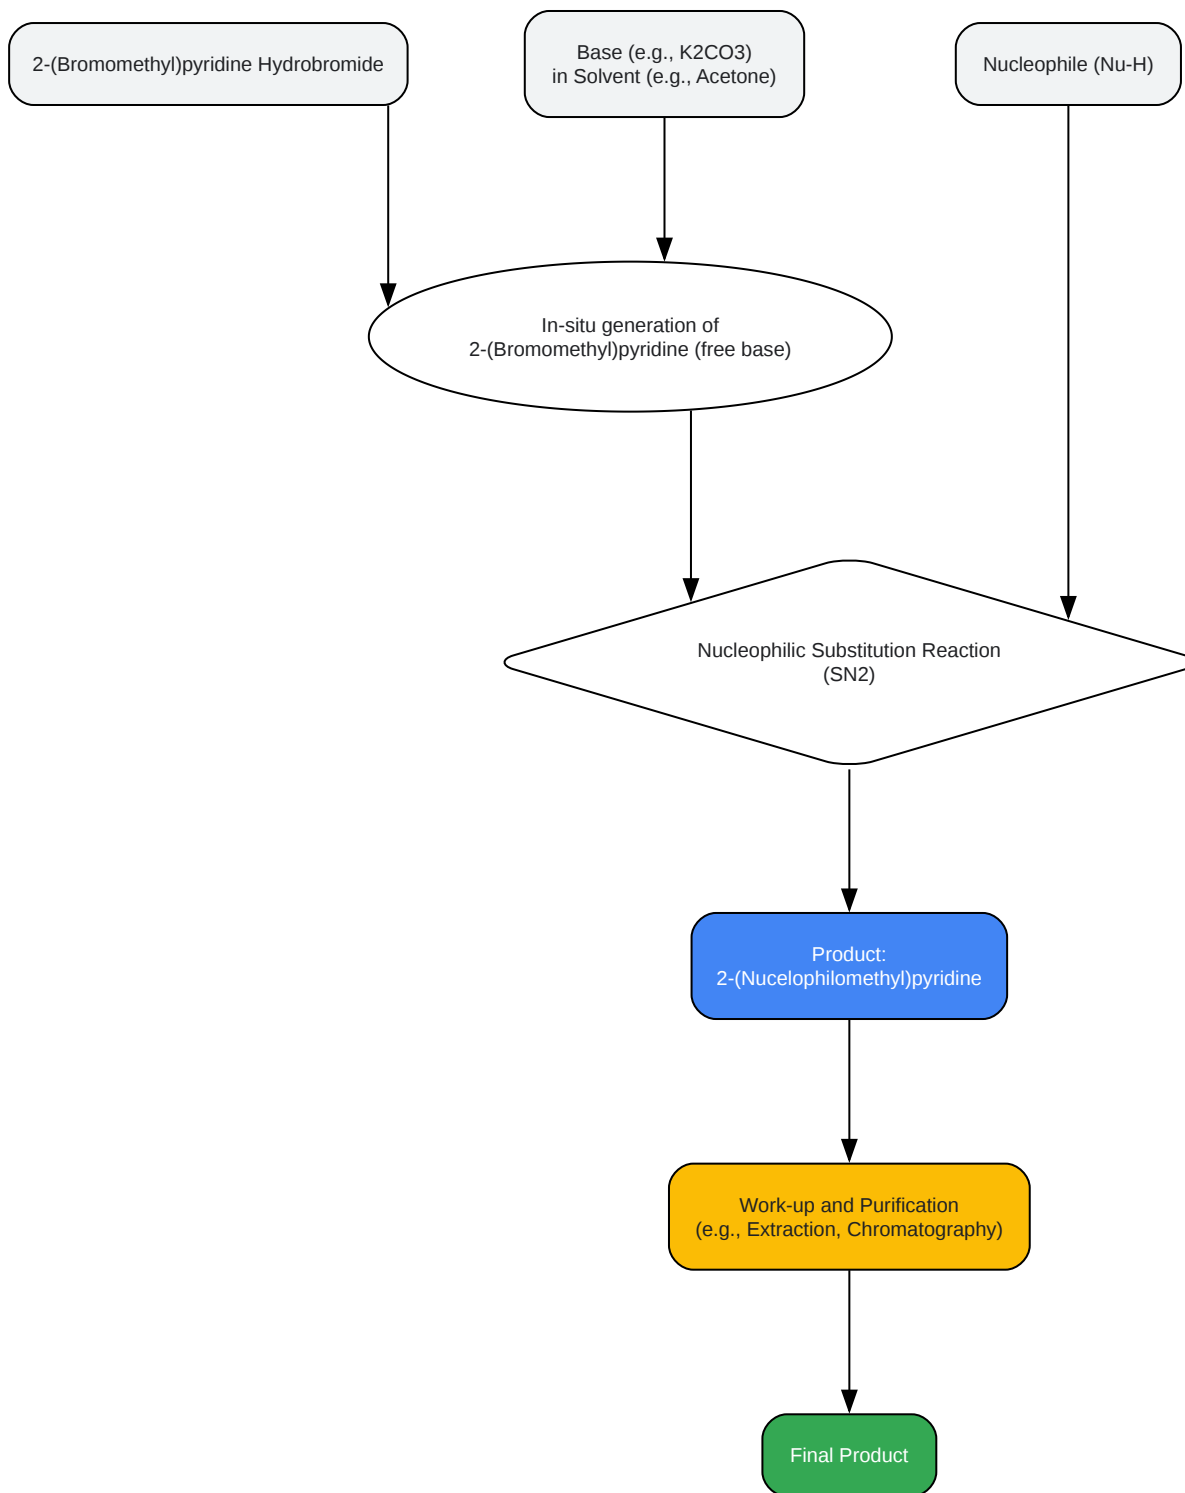 2-(Bromomethyl)pyridine Hydrobromide
Base (e.g., K2CO3)
in Solvent (e.g., Acetone)
Nucleophile (Nu-H)
In-situ generation of
2-(Bromomethyl)pyridine (free base)
Nucleophilic Substitution Reaction
(SN2)
Product:
2-(Nucelophilomethyl)pyridine
Work-up and Purification
(e.g., Extraction, Chromatography)
Final Product